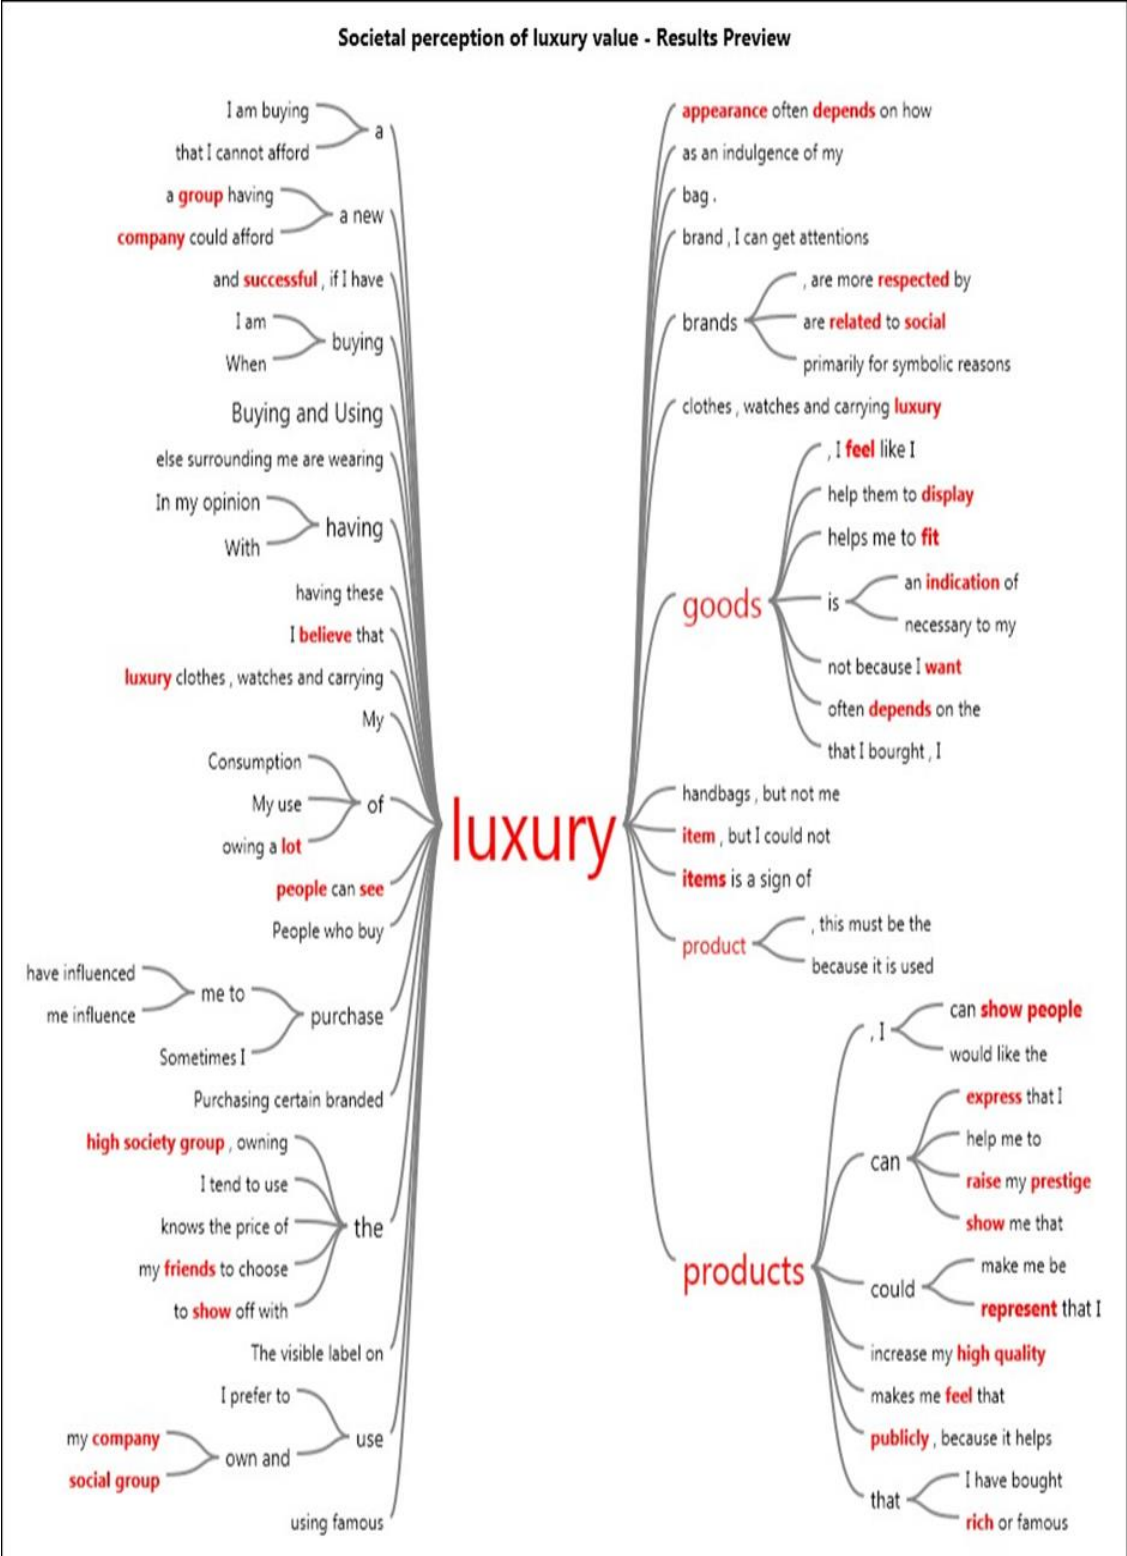 Societal perception of luxury value - Results Preview
I am buying
that I cannot afford
a
a group having
company could afford
a new
and successful , if I have
I am
When
buying
Buying and Using
else surrounding me are wearing
In my opinion
With
having
having these
I believe that
luxury clothes , watches and carrying
My
Consumption
My use
owing a lot
of
people can see
People who buy
have influenced
me influence
me to
Sometimes I
purchase
Purchasing certain branded
high society group , owning
I tend to use
knows the price of
my friends to choose
to show off with
the
The visible label on
I prefer to
my company
social group
own and
use
using famous
luxury
appearance often depends on how
as an indulgence of my
bag .
brand , I can get attentions
brands
, are more respected by
are related to social
primarily for symbolic reasons
clothes , watches and carrying luxury
goods
, I feel like I
help them to display
helps me to fit
is
an indication of
necessary to my
not because I want
often depends on the
that I bourght , I
handbags , but not me
item , but I could not
items is a sign of
product
, this must be the
because it is used
products
, I
can show people
would like the
can
express that I
help me to
raise my prestige
show me that
could
make me be
represent that I
increase my high quality
makes me feel that
publicly , because it helps
that
I have bought
rich or famous